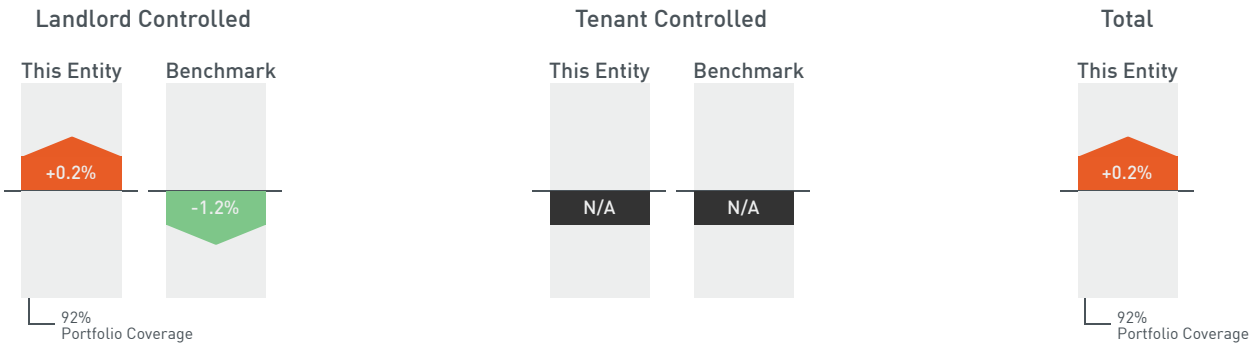 Landlord Controlled
Tenant Controlled
Total
This Entity
Benchmark
This Entity
Benchmark
This Entity
+0.2%
-1.2%
N/A
N/A
+0.2%
92%
Portfolio Coverage
92%
Portfolio Coverage